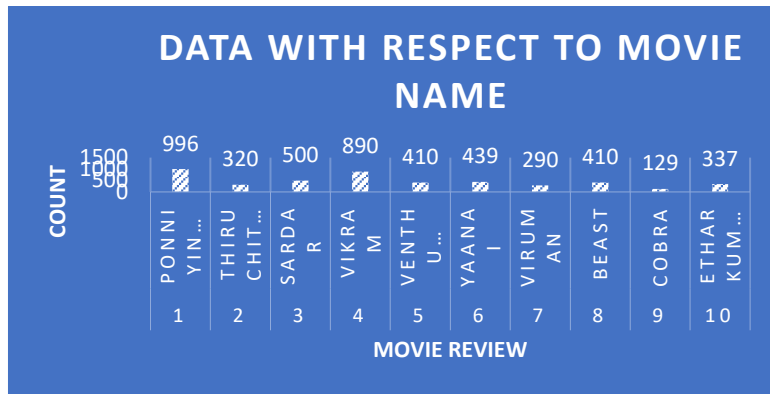 DATA WITH RESPECT TO MOVIE
NAME
COUNT
1500
1000
500
0
996
320
500
890
410
439
290
410
129
337
PONNI
YIN...
THIRU
CHIT...
SARDA
R
VIKRA
M
VENTH
U...
YAANA
I
VIRUM
AN
BEAST
COBRA
ETHAR
KUM...
1 2 3 4 5 6 7 8 9 10
MOVIE REVIEW